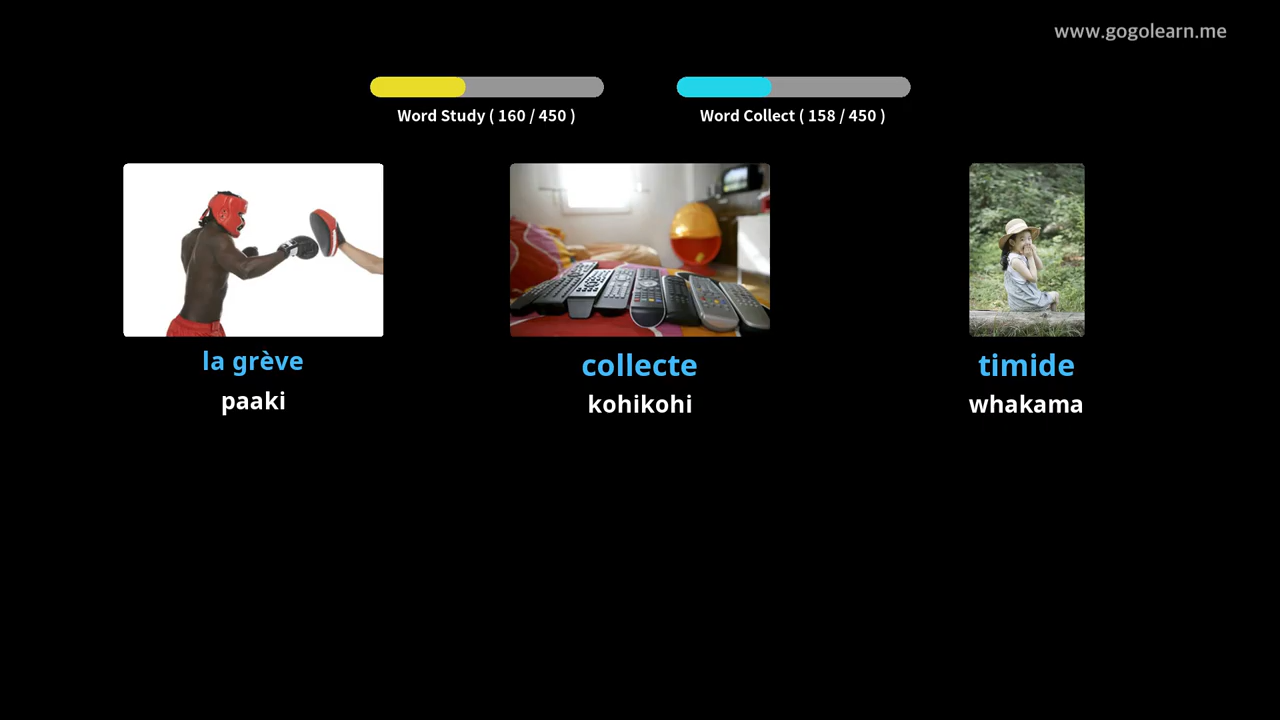 www.gogolearn.me
Word Study ( 160 / 450 )
Word Collect ( 158 / 450 )
la grève
collecte
timide
paaki
kohikohi
whakama